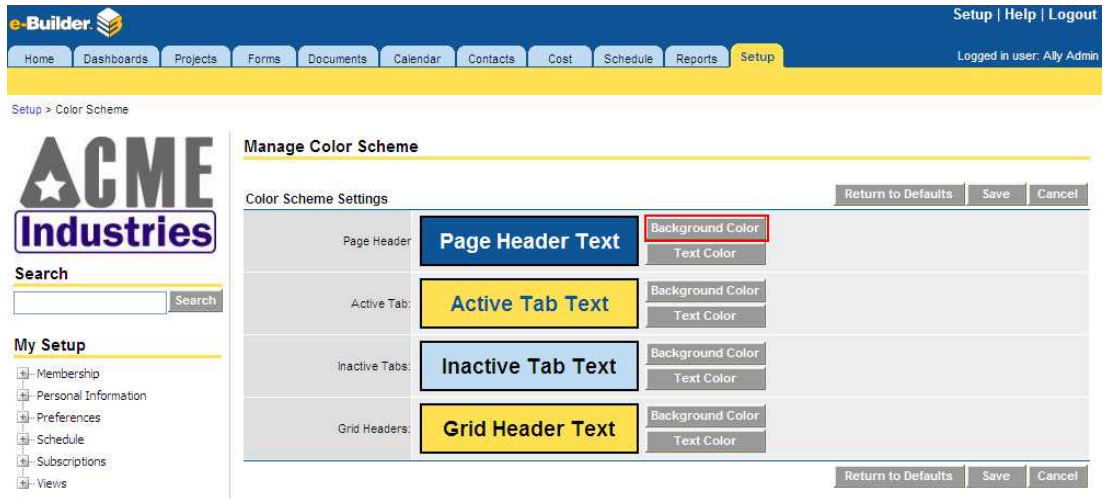 e-Builder.
Setup | Help | Logout
Home Dashboards Projects Forms Documents Calendar Contacts Cost Schedule Reports Setup
Logged in user: Ally Admin
Setup > Color Scheme
ACME
Industries
Search
Search
My Setup
Membership
Personal Information
Preferences
Schedule
Subscriptions
Views
Manage Color Scheme
Color Scheme Settings
Return to Defaults Save Cancel
Page Header Page Header Text Background Color
Text Color
Active Tab: Active Tab Text Background Color
Text Color
Inactive Tabs: Inactive Tab Text Background Color
Text Color
Grid Headers: Grid Header Text Background Color
Text Color
Return to Defaults Save Cancel